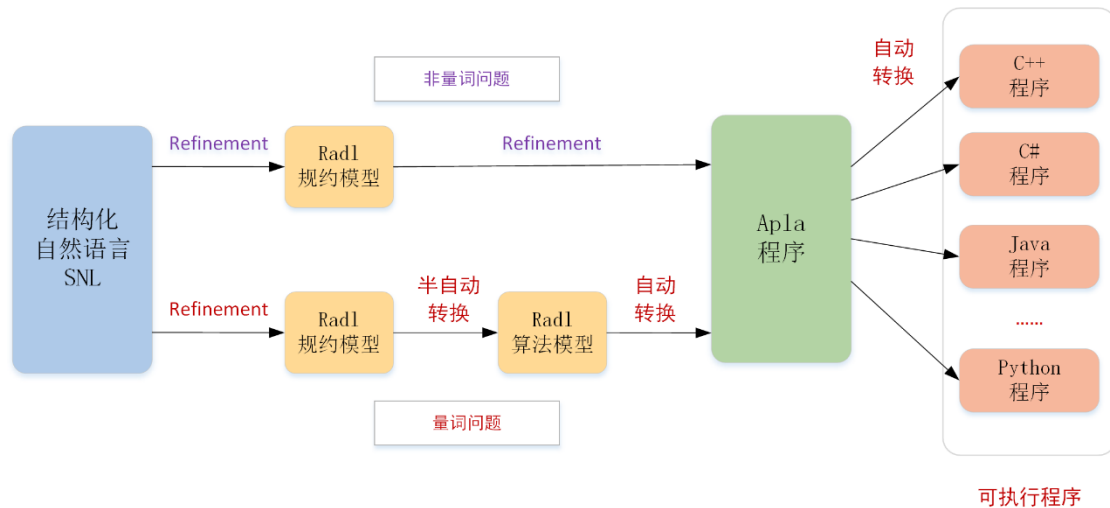 非量词问题
结构化
自然语言
SNL
Refinement
Radl
规约模型
Refinement
Refinement
Radl
规约模型
半自动
转换
Radl
算法模型
自动
转换
量词问题
Apla
程序
自动
转换
C++
程序
C#
程序
Java
程序
……
Python
程序
可执行程序